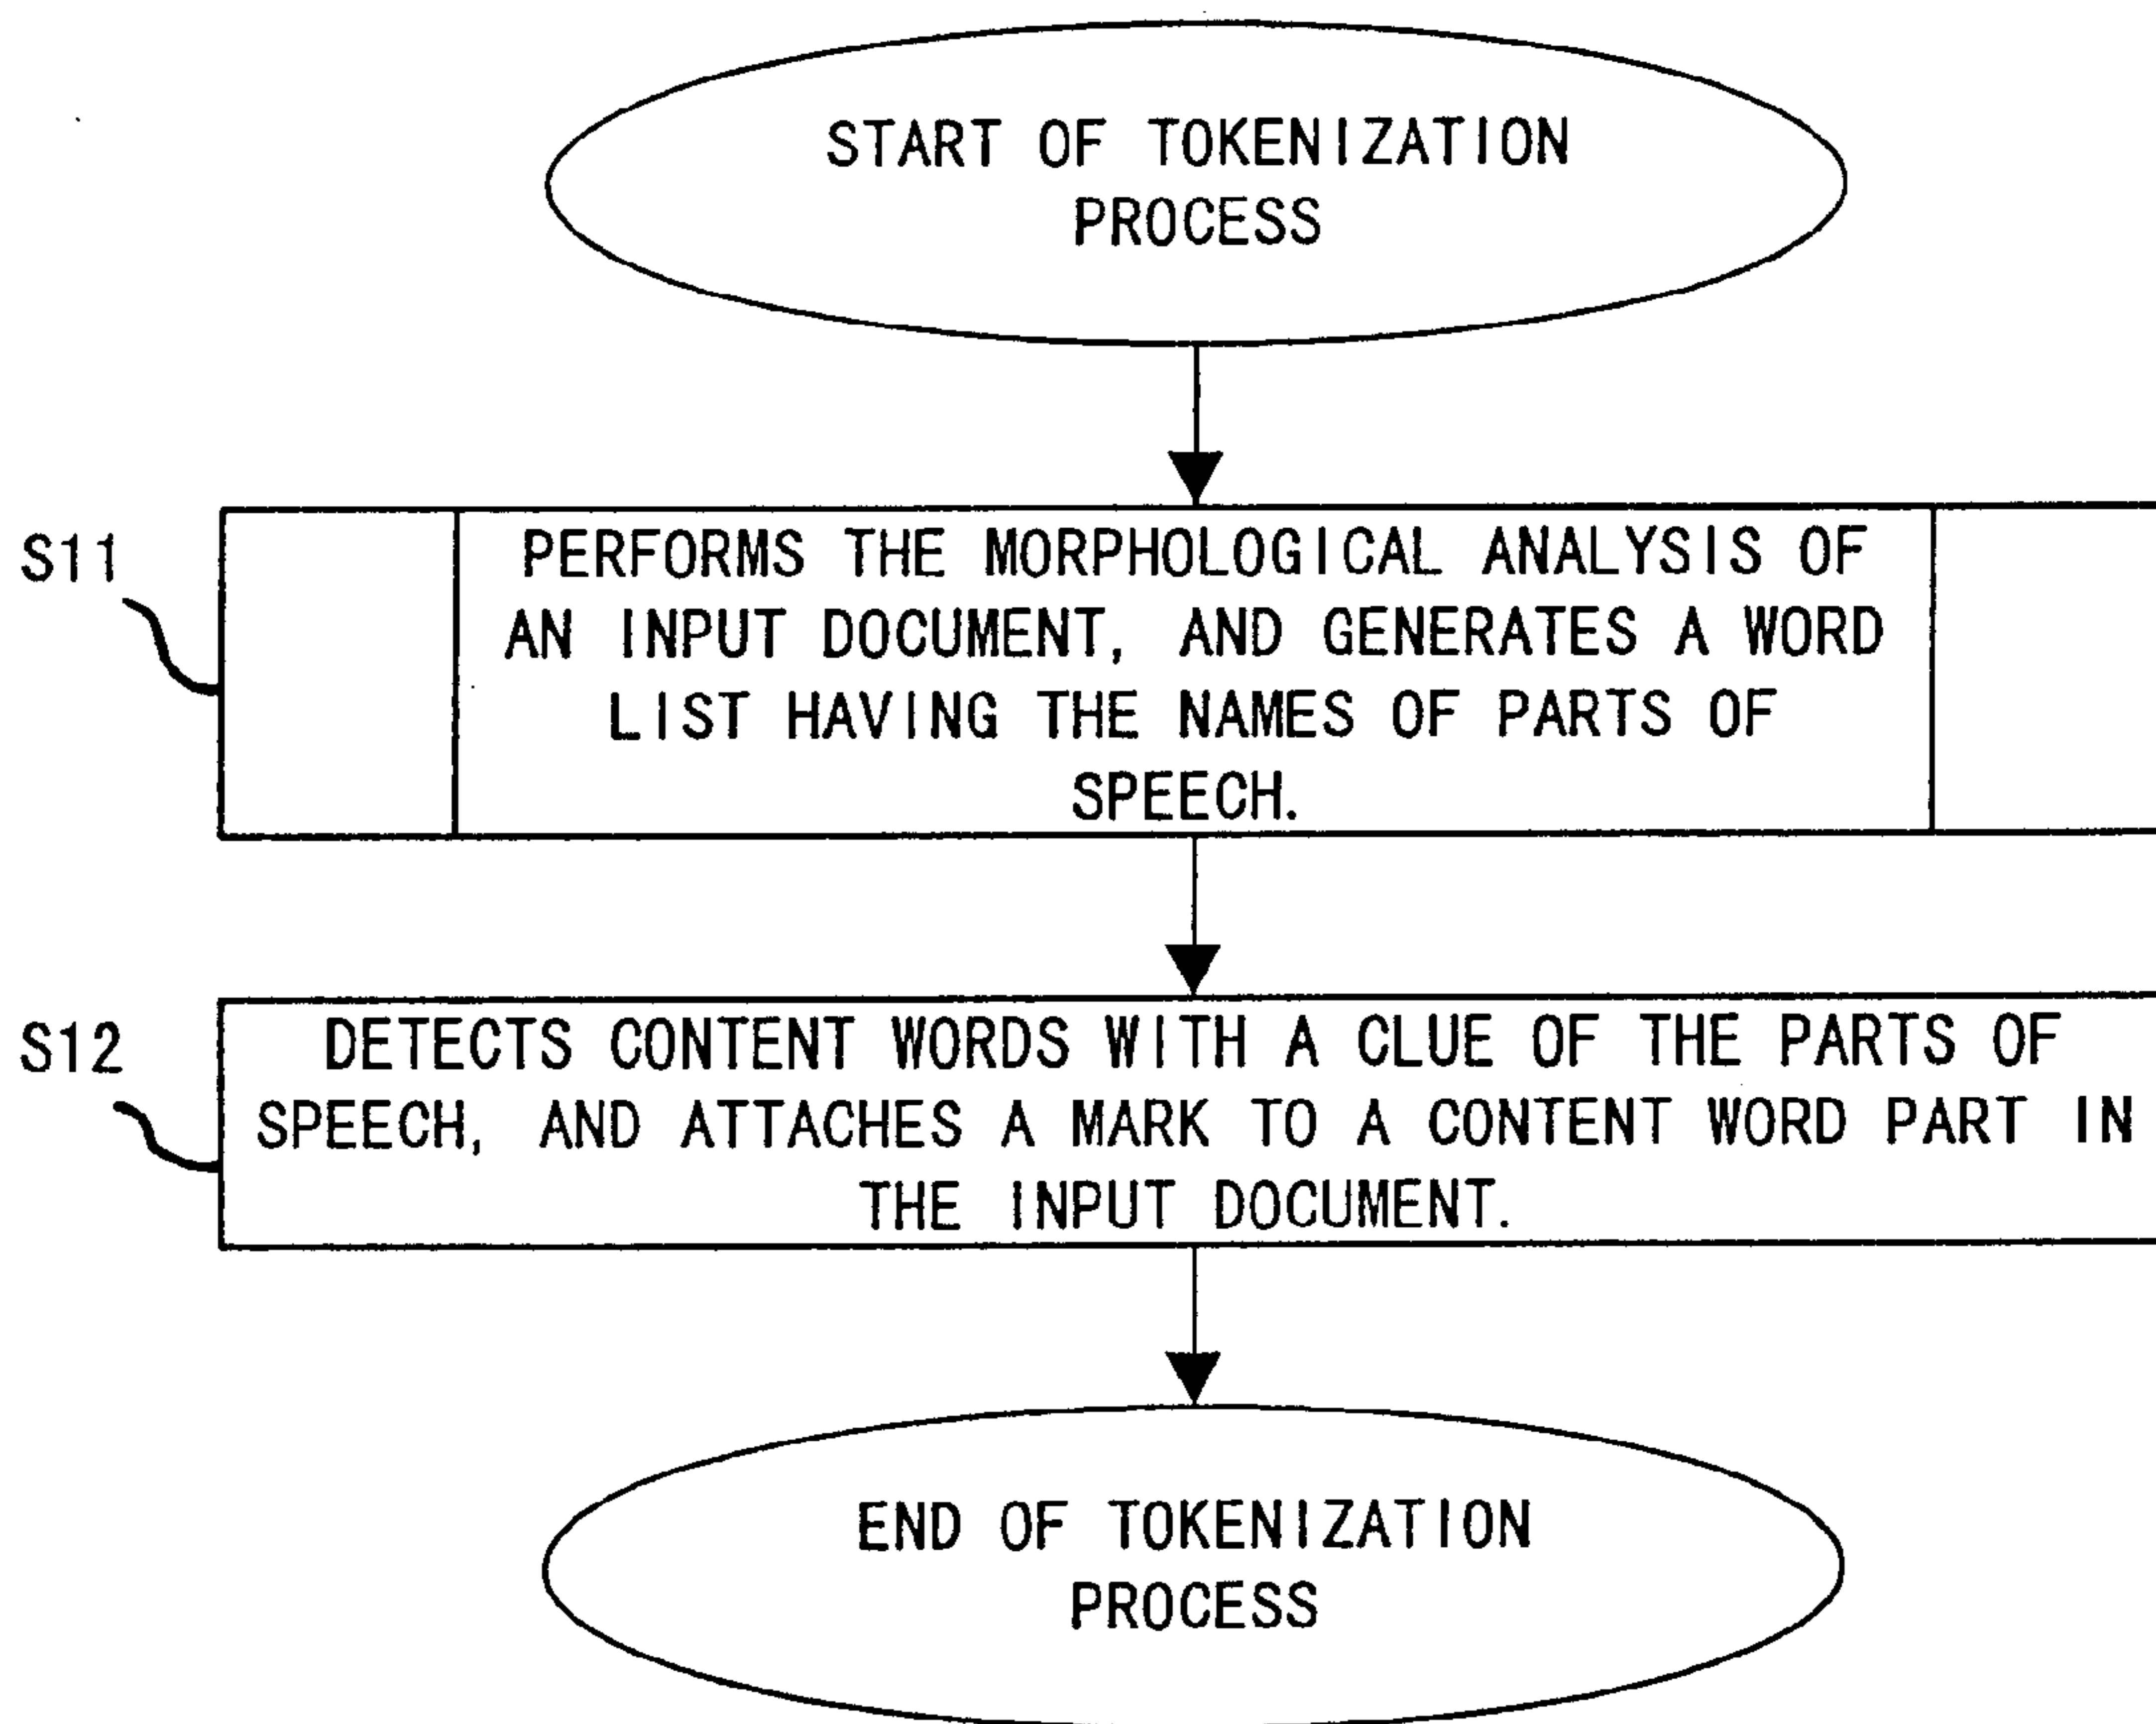 START OF TOKENIZATION
PROCESS
S11
PERFORMS THE MORPHOLOGICAL ANALYSIS OF
AN INPUT DOCUMENT, AND GENERATES A WORD
LIST HAVING THE NAMES OF PARTS OF
SPEECH.
S12
DETECTS CONTENT WORDS WITH A CLUE OF THE PARTS OF
SPEECH, AND ATTACHES A MARK TO A CONTENT WORD PART IN
THE INPUT DOCUMENT.
END OF TOKENIZATION
PROCESS